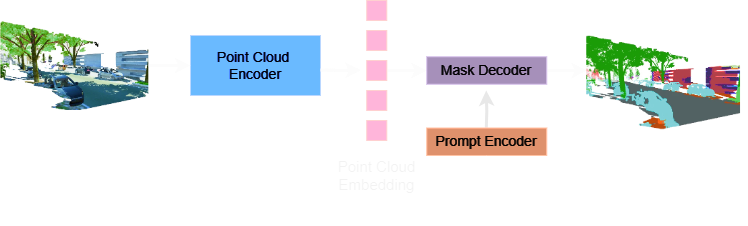 Point Cloud
Encoder
Mask Decoder
Prompt Encoder
Point Cloud
Embedding